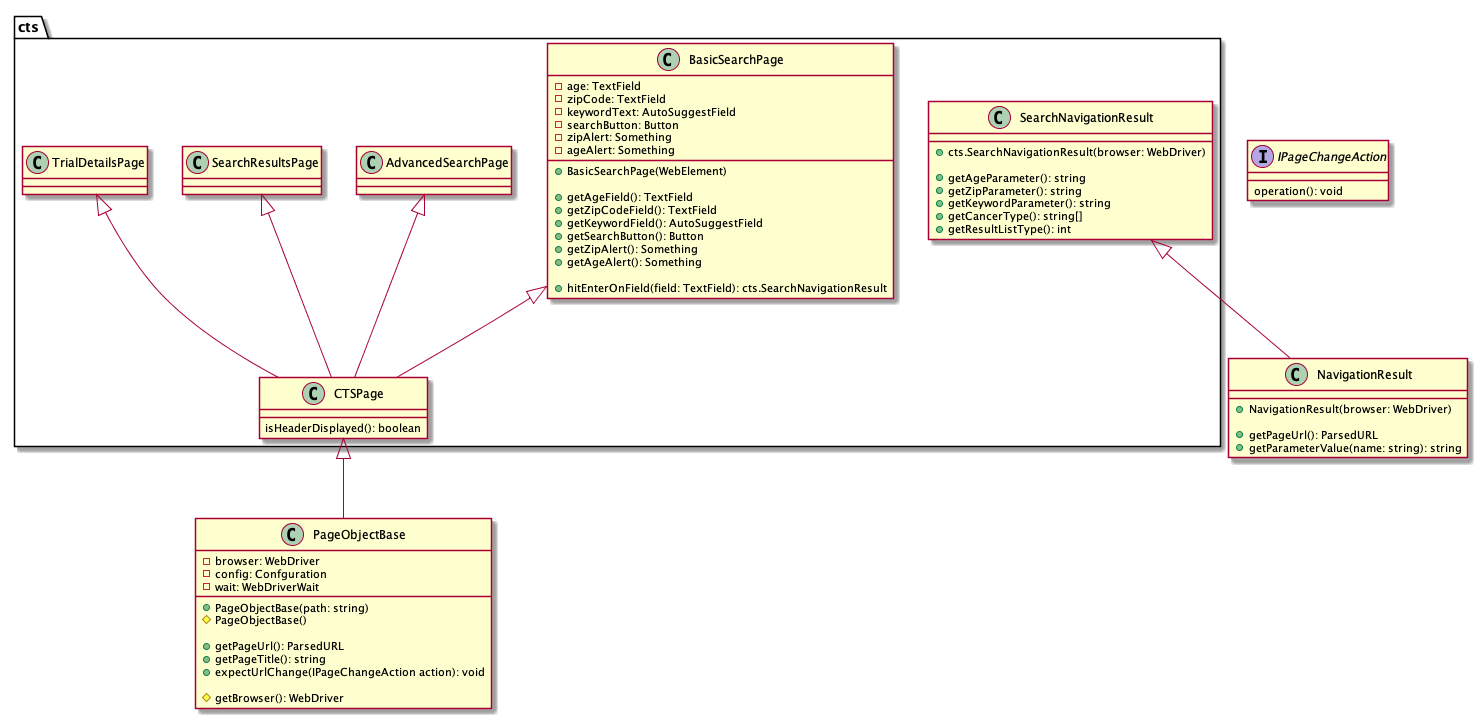 cts
C BasicSearchPage
age: TextField
zipCode: TextField
keywordText: AutoSuggestField
searchButton: Button
zipAlert: Something
ageAlert: Something
BasicSearchPage(WebElement)
getAgeField(): TextField
getZipCodeField(): TextField
getKeywordField(): AutoSuggestField
getSearchButton(): Button
getZipAlert(): Something
getAgeAlert(): Something
hitEnterOnField(field: TextField): cts.SearchNavigationResult
C SearchNavigationResult
cts.SearchNavigationResult(browser: WebDriver)
getAgeParameter(): string
getZipParameter(): string
getKeywordParameter(): string
getCancerType(): string[]
getResultListType(): int
I IPageChangeAction
operation(): void
C TrialDetailsPage
C SearchResultsPage
C AdvancedSearchPage
C CTSPage
isHeaderDisplayed(): boolean
C NavigationResult
NavigationResult(browser: WebDriver)
getPageUrl(): ParsedURL
getParameterValue(name: string): string
C PageObjectBase
browser: WebDriver
config: Confguration
wait: WebDriverWait
PageObjectBase(path: string)
PageObjectBase()
getPageUrl(): ParsedURL
getPageTitle(): string
expectUrlChange(IPageChangeAction action): void
getBrowser(): WebDriver